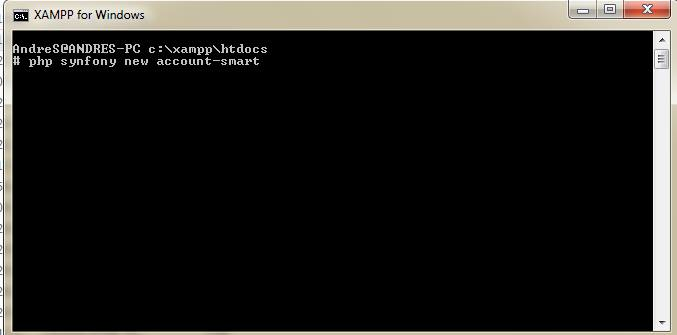 XAMPP for Windows
AndreS@ANDRES-PC c:\xampp\htdocs
# php synfony new account-smart